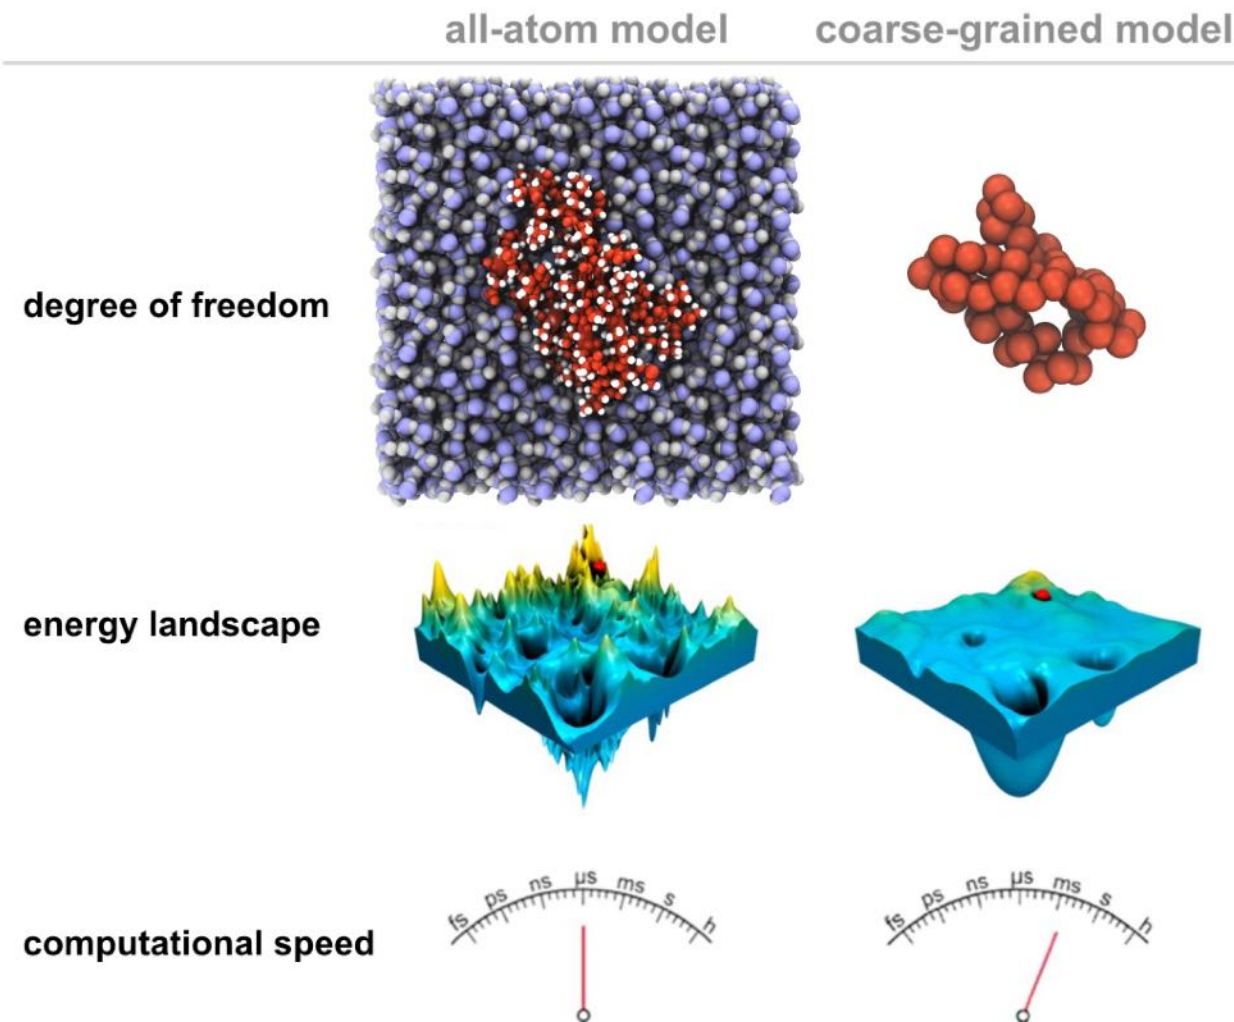 all-atom model
coarse-grained model
degree of freedom
energy landscape
computational speed
fs ps ns µs ms s h
fs ps ns µs ms s h